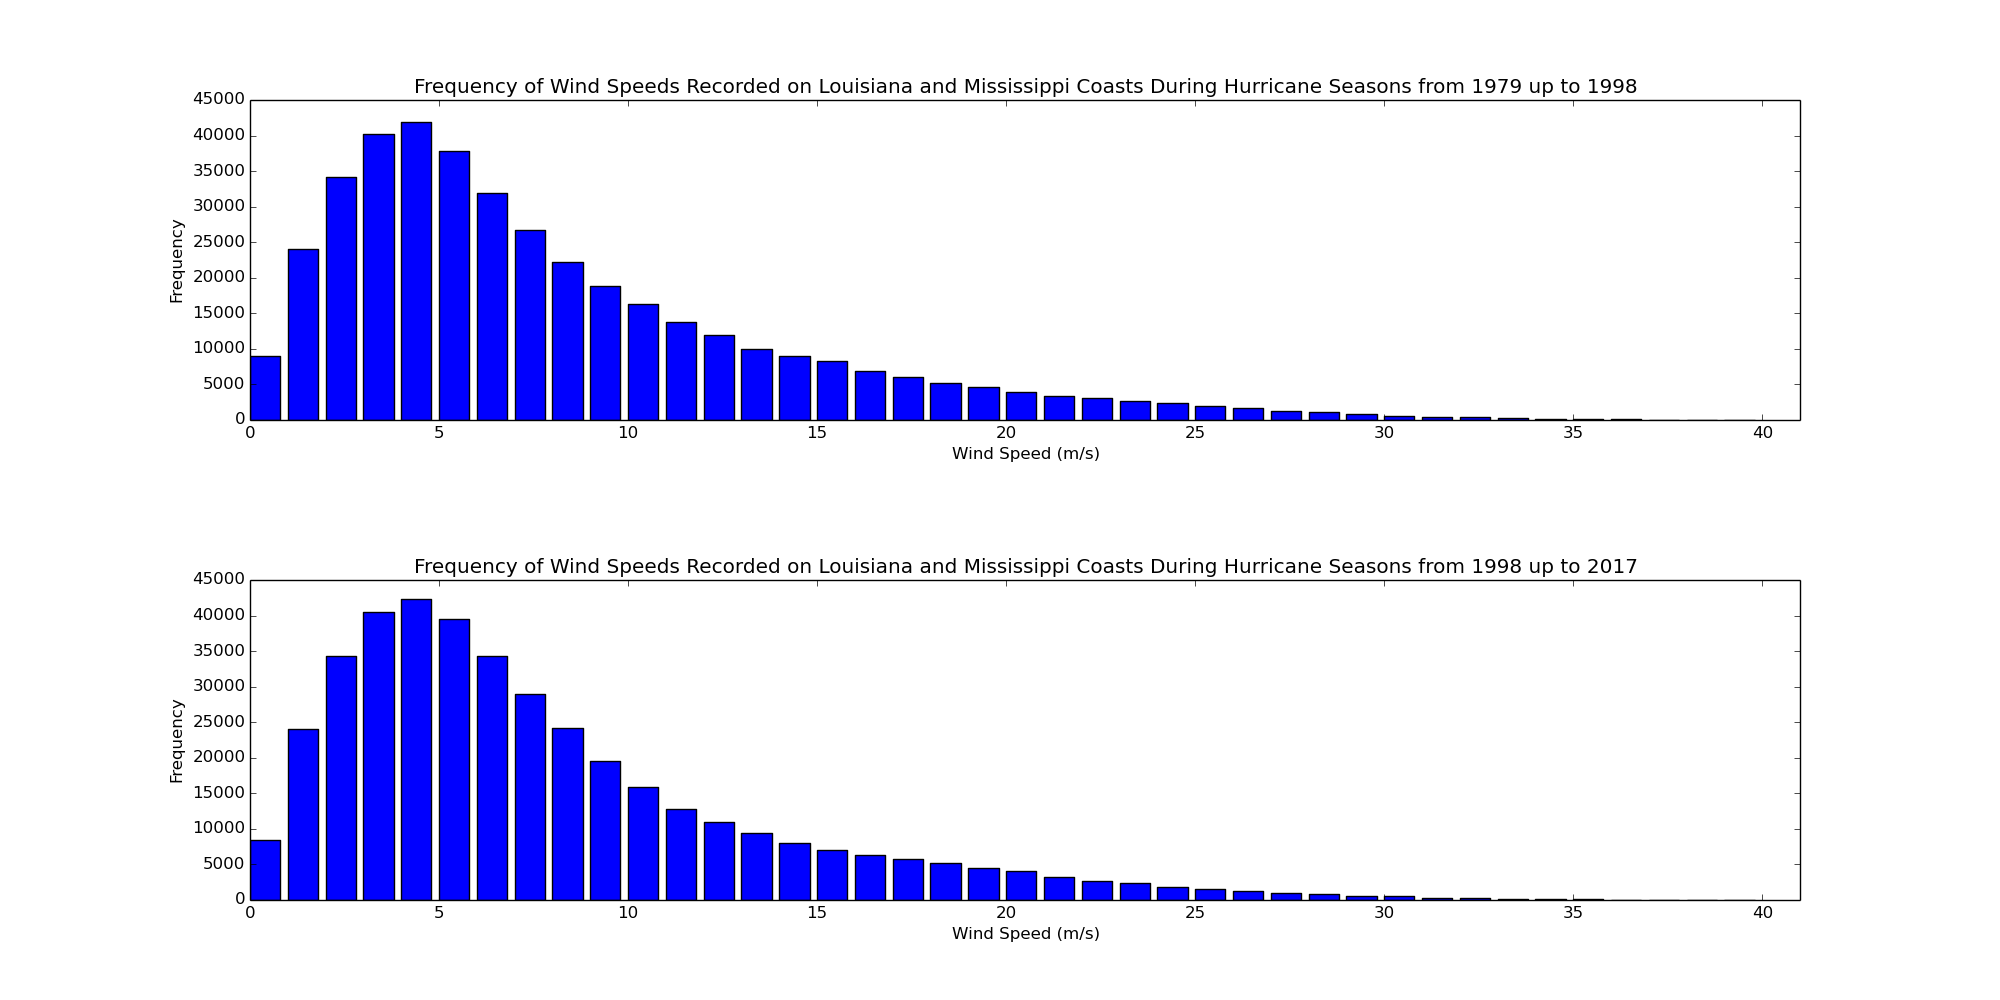 Frequency of Wind Speeds Recorded on Louisiana and Mississippi Coasts During Hurricane Seasons from 1979 up to 1998
45000
40000
35000
30000
25000
20000
15000
10000
5000
0
Frequency
0 5 10 15 20 25 30 35 40
Wind Speed (m/s)
Frequency of Wind Speeds Recorded on Louisiana and Mississippi Coasts During Hurricane Seasons from 1998 up to 2017
45000
40000
35000
30000
25000
20000
15000
10000
5000
0
Frequency
0 5 10 15 20 25 30 35 40
Wind Speed (m/s)